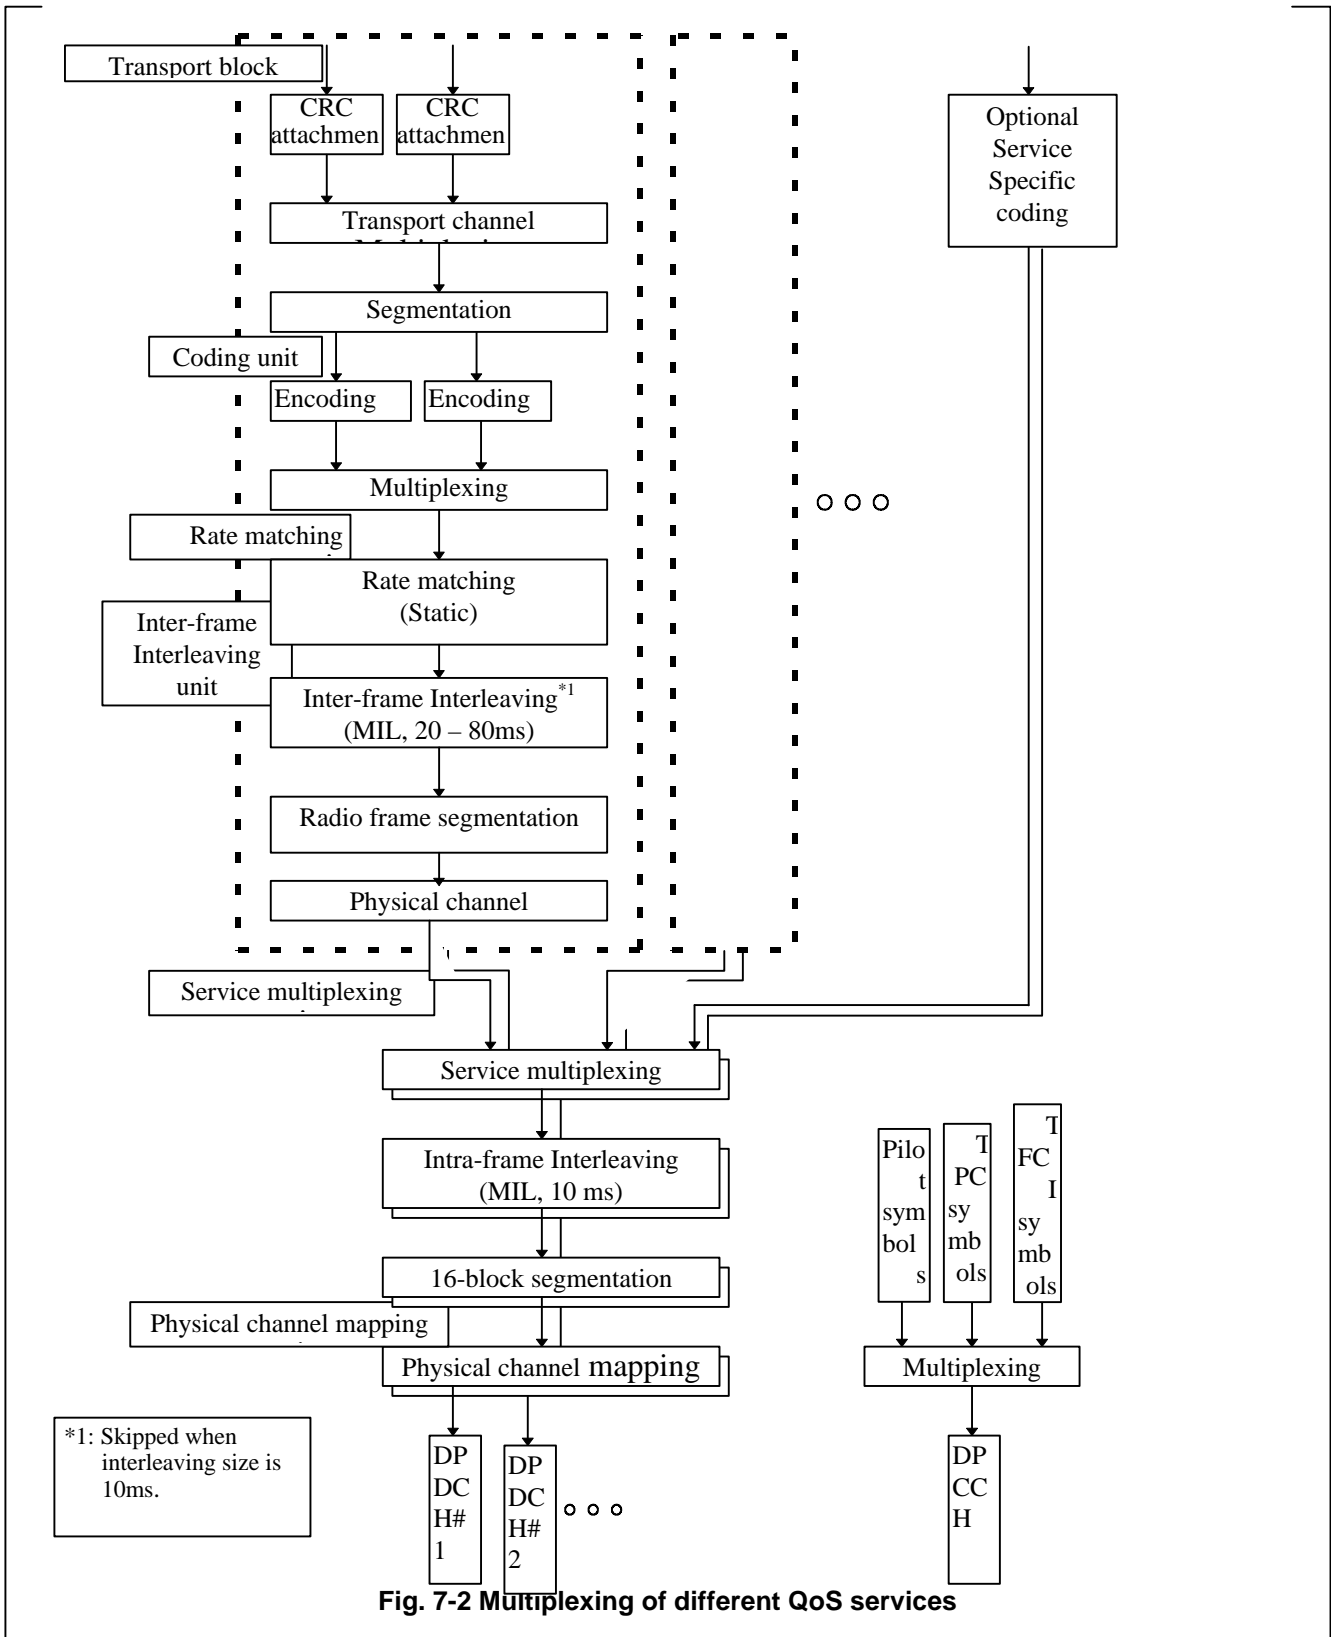 Transport block
CRC
attachmen
CRC
attachmen
Optional
Service
Specific
coding
Transport channel
Segmentation
Coding unit
Encoding
Encoding
Multiplexing
Rate matching
Rate matching
(Static)
Inter-frame
Interleaving
unit
Inter-frame Interleaving*1
(MIL, 20 – 80ms)
Radio frame segmentation
Physical channel
Service multiplexing
Service multiplexing
Intra-frame Interleaving
(MIL, 10 ms)
16-block segmentation
Physical channel mapping
Physical channel mapping
Pilo
t
sym
bol
s
T
PC
sy
mb
ols
T
FC
I
sy
mb
ols
Multiplexing
*1: Skipped when
interleaving size is
10ms.
DP
DC
H#
1
DP
DC
H#
2
DP
CC
H
Fig. 7-2 Multiplexing of different QoS services